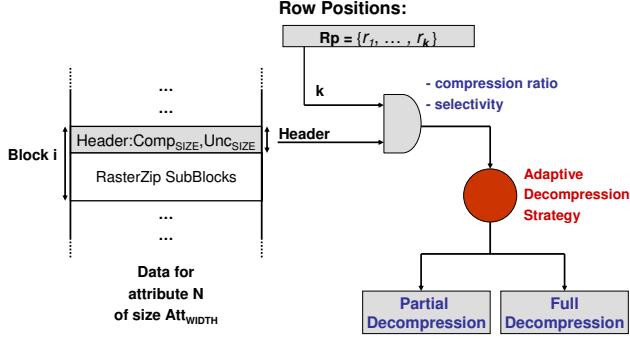 Row Positions:
Rp = {r1, … , rk}
…
…
k
- compression ratio
- selectivity
Header:CompSIZE,UncSIZE
Header
Block i
RasterZip SubBlocks
Adaptive
Decompression
Strategy
…
…
Data for
attribute N
of size AttWIDTH
Partial
Decompression
Full
Decompression